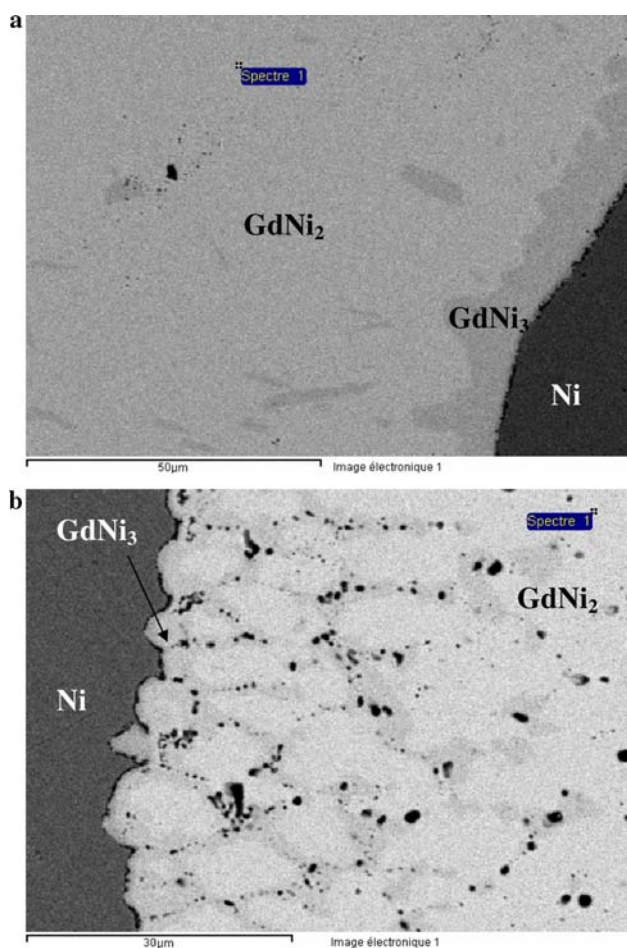 a
Spectre 1
GdNi₂
GdNi₃
Ni
50µm
Image électronique 1
b
Spectre 1
GdNi₃
GdNi₂
Ni
30µm
Image électronique 1